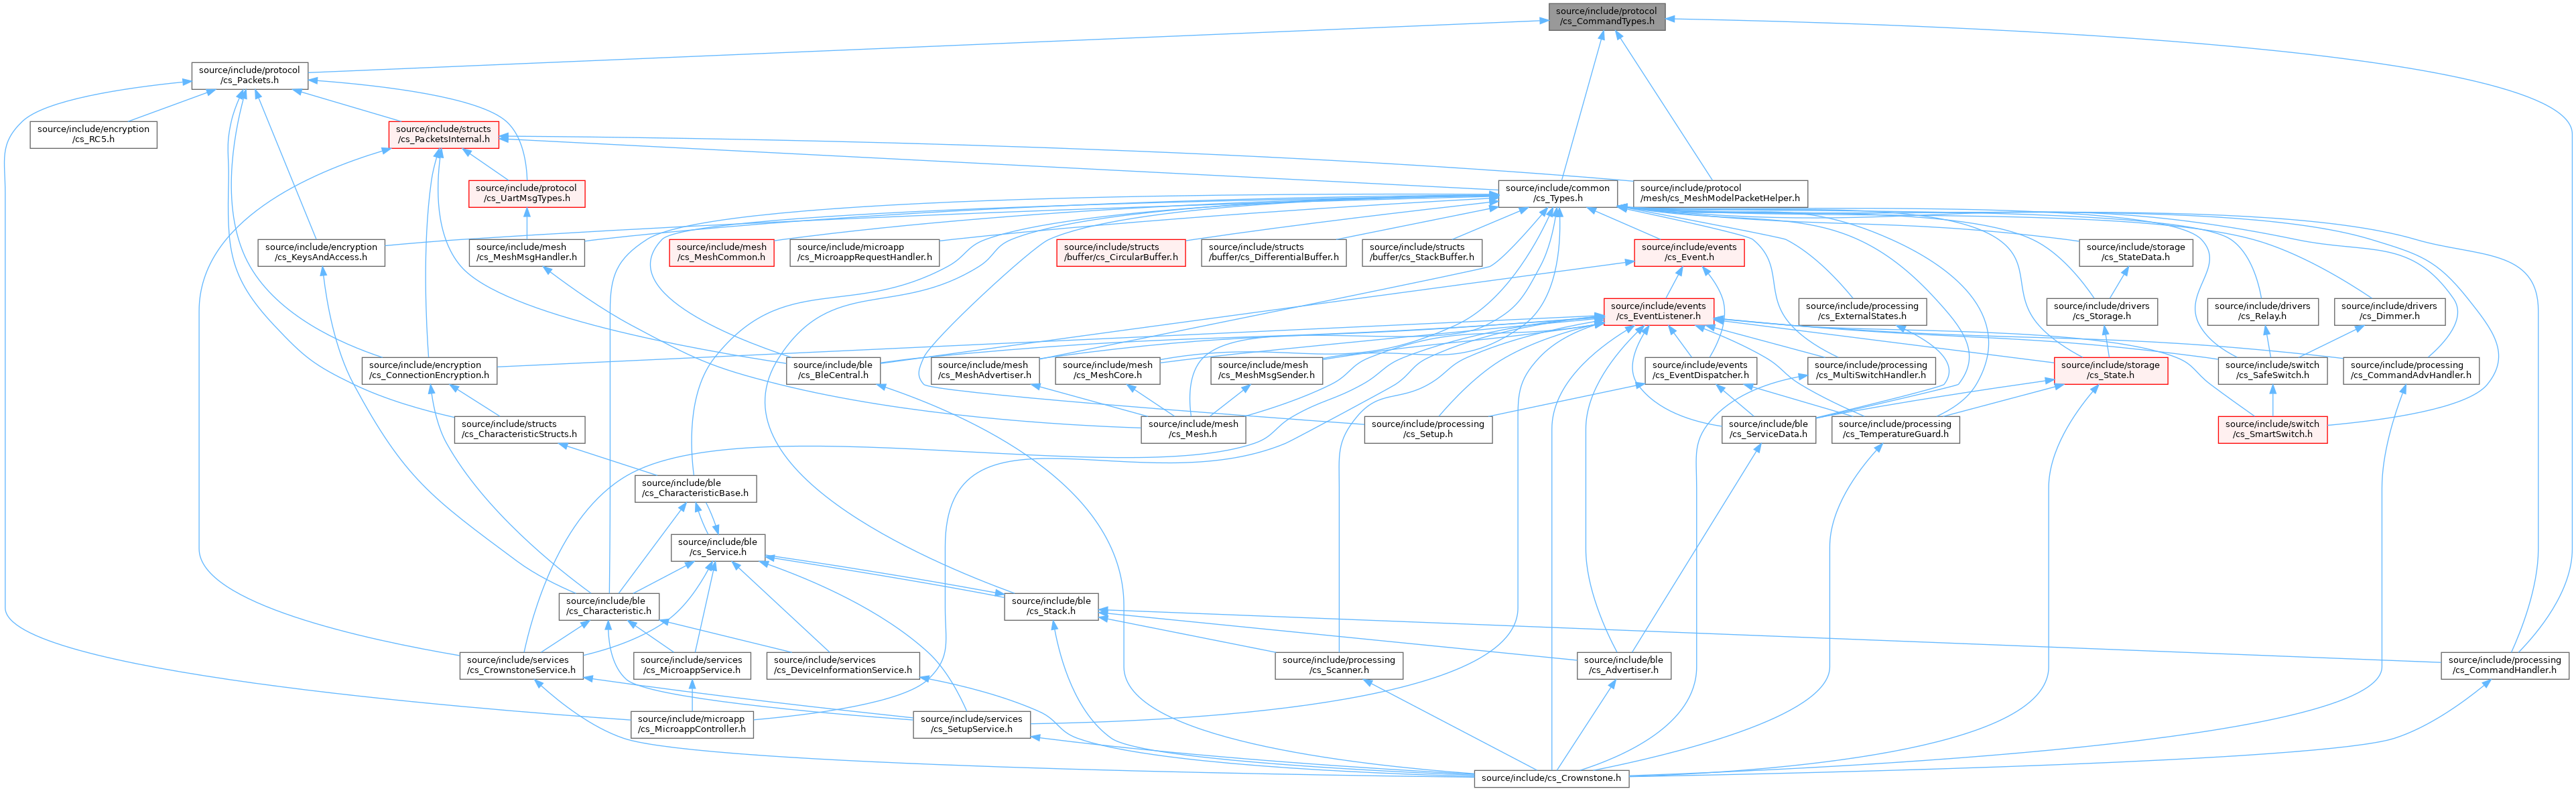 source/include/protocol
/cs_CommandTypes.h
source/include/protocol
/cs_Packets.h
source/include/encryption
/cs_RC5.h
source/include/structs
/cs_PacketsInternal.h
source/include/protocol
/cs_UartMsgTypes.h
source/include/common
/cs_Types.h
source/include/protocol
/mesh/cs_MeshModelPacketHelper.h
source/include/encryption
/cs_KeysAndAccess.h
source/include/mesh
/cs_MeshMsgHandler.h
source/include/mesh
/cs_MeshCommon.h
source/include/microapp
/cs_MicroappRequestHandler.h
source/include/structs
/buffer/cs_CircularBuffer.h
source/include/structs
/buffer/cs_DifferentialBuffer.h
source/include/structs
/buffer/cs_StackBuffer.h
source/include/events
/cs_Event.h
source/include/storage
/cs_StateData.h
source/include/events
/cs_EventListener.h
source/include/processing
/cs_ExternalStates.h
source/include/drivers
/cs_Storage.h
source/include/drivers
/cs_Relay.h
source/include/drivers
/cs_Dimmer.h
source/include/encryption
/cs_ConnectionEncryption.h
source/include/ble
/cs_BleCentral.h
source/include/mesh
/cs_MeshAdvertiser.h
source/include/mesh
/cs_MeshCore.h
source/include/mesh
/cs_MeshMsgSender.h
source/include/events
/cs_EventDispatcher.h
source/include/processing
/cs_MultiSwitchHandler.h
source/include/storage
/cs_State.h
source/include/switch
/cs_SafeSwitch.h
source/include/processing
/cs_CommandAdvHandler.h
source/include/structs
/cs_CharacteristicStructs.h
source/include/mesh
/cs_Mesh.h
source/include/processing
/cs_Setup.h
source/include/ble
/cs_ServiceData.h
source/include/processing
/cs_TemperatureGuard.h
source/include/switch
/cs_SmartSwitch.h
source/include/ble
/cs_CharacteristicBase.h
source/include/ble
/cs_Service.h
source/include/ble
/cs_Characteristic.h
source/include/ble
/cs_Stack.h
source/include/services
/cs_CrownstoneService.h
source/include/services
/cs_MicroappService.h
source/include/services
/cs_DeviceInformationService.h
source/include/processing
/cs_Scanner.h
source/include/ble
/cs_Advertiser.h
source/include/processing
/cs_CommandHandler.h
source/include/microapp
/cs_MicroappController.h
source/include/services
/cs_SetupService.h
source/include/cs_Crownstone.h